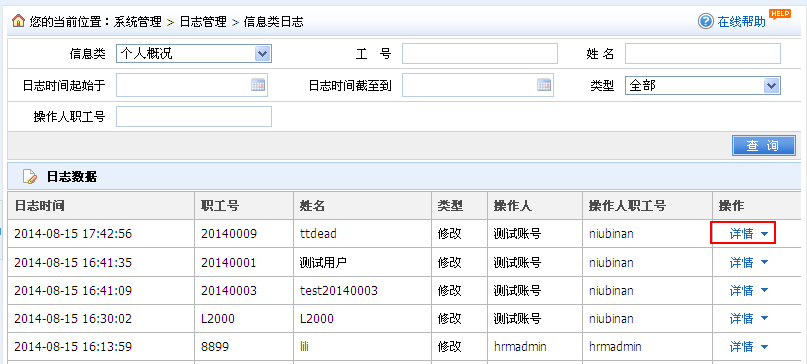 您的当前位置：系统管理 > 日志管理 > 信息类日志 在线帮助 HELP
信息类 个人概况 工 号 姓 名
日志时间起始于 日志时间截至到 类型 全部
操作人职工号
查 询
日志数据
日志时间 职工号 姓名 类型 操作人 操作人职工号 操作
2014-08-15 17:42:56 20140009 ttdead 修改 测试账号 niubinan 详情
2014-08-15 16:41:35 20140001 测试用户 修改 测试账号 niubinan 详情
2014-08-15 16:41:09 20140003 test20140003 修改 测试账号 niubinan 详情
2014-08-15 16:30:02 L2000 L2000 修改 测试账号 niubinan 详情
2014-08-15 16:13:59 8899 lili 修改 hrmadmin hrmadmin 详情